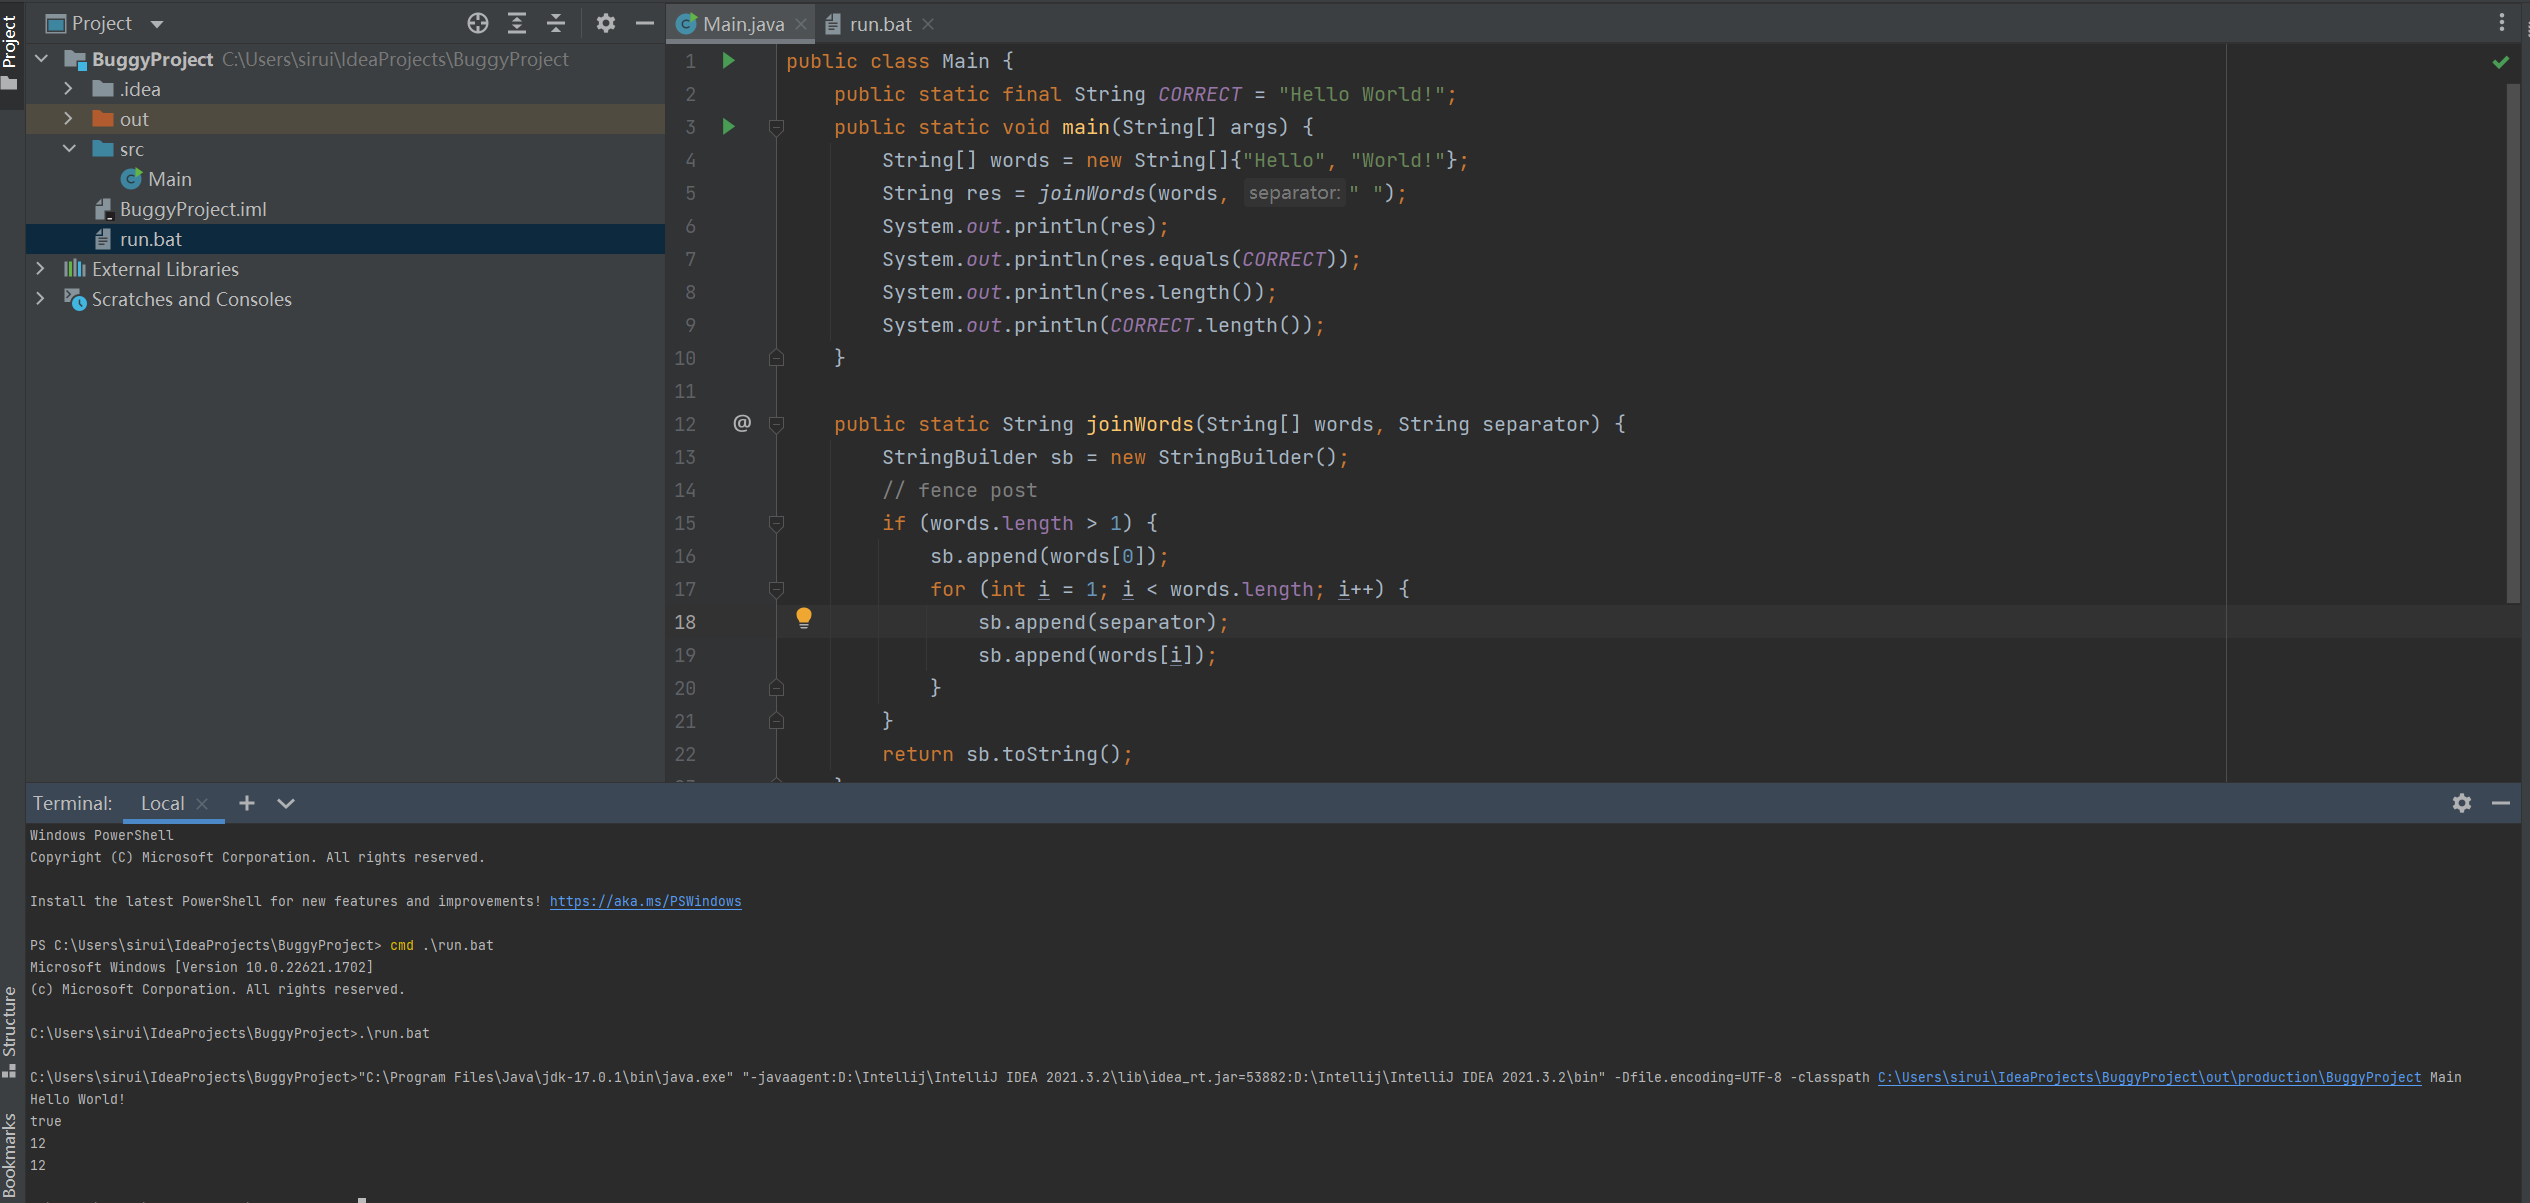 Project
Main.java
run.bat
Project
BuggyProject C:\Users\sirui\IdeaProjects\BuggyProject
.idea
out
src
Main
BuggyProject.iml
run.bat
External Libraries
Scratches and Consoles
1 public class Main {
2 public static final String CORRECT = "Hello World!";
3 public static void main(String[] args) {
4 String[] words = new String[]{"Hello", "World!"};
5 String res = joinWords(words, separator: " ");
6 System.out.println(res);
7 System.out.println(res.equals(CORRECT));
8 System.out.println(res.length());
9 System.out.println(CORRECT.length());
10 }
11
12 @ public static String joinWords(String[] words, String separator) {
13 StringBuilder sb = new StringBuilder();
14 // fence post
15 if (words.length > 1) {
16 sb.append(words[0]);
17 for (int i = 1; i < words.length; i++) {
18 sb.append(separator);
19 sb.append(words[i]);
20 }
21 }
22 return sb.toString();
Terminal: Local
Windows PowerShell
Copyright (C) Microsoft Corporation. All rights reserved.
Install the latest PowerShell for new features and improvements! https://aka.ms/PSWindows
PS C:\Users\sirui\IdeaProjects\BuggyProject> cmd .\run.bat
Microsoft Windows [Version 10.0.22621.1702]
(c) Microsoft Corporation. All rights reserved.
C:\Users\sirui\IdeaProjects\BuggyProject>.\run.bat
C:\Users\sirui\IdeaProjects\BuggyProject>"C:\Program Files\Java\jdk-17.0.1\bin\java.exe" "-javaagent:D:\Intellij\IntelliJ IDEA 2021.3.2\lib\idea_rt.jar=53882:D:\Intellij\IntelliJ IDEA 2021.3.2\bin" -Dfile.encoding=UTF-8 -classpath C:\Users\sirui\IdeaProjects\BuggyProject\out\production\BuggyProject Main
Hello World!
true
12
12
Structure
Bookmarks